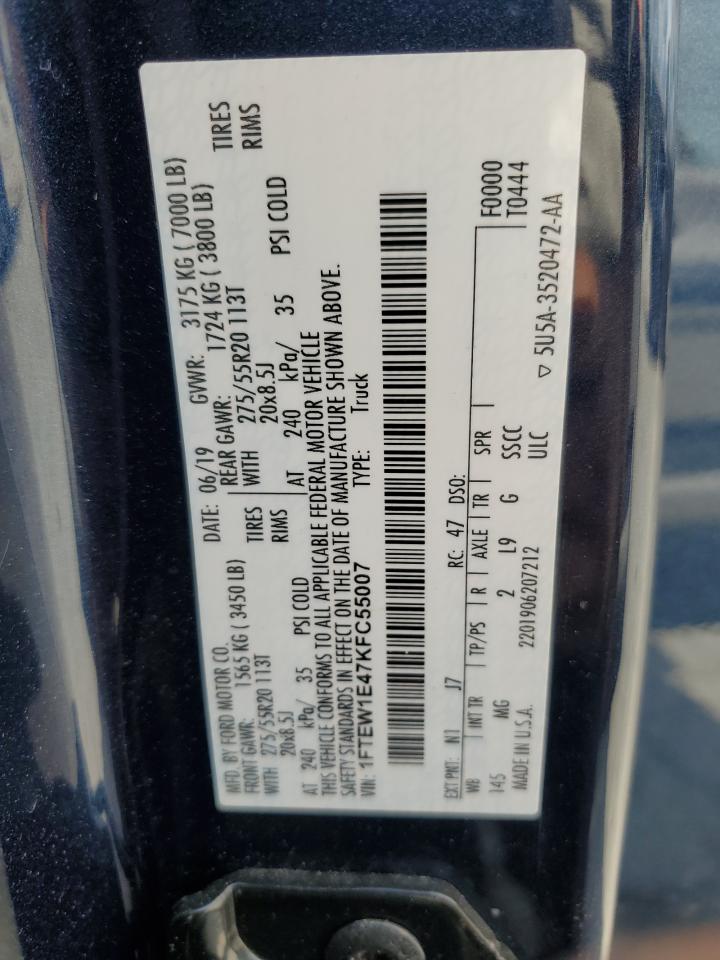 MFD. BY FORD MOTOR CO.
DATE: 06/19 GVWR: 3175 KG ( 7000 LB)
FRONT GAWR: 1565 KG ( 3450 LB) REAR GAWR: 1724 KG ( 3800 LB)
WITH 275/55R20 113T TIRES WITH 275/55R20 113T TIRES
20x8.5J RIMS 20x8.5J RIMS
AT 240 kPa/ 35 PSI COLD AT 240 kPa/ 35 PSI COLD
THIS VEHICLE CONFORMS TO ALL APPLICABLE FEDERAL MOTOR VEHICLE
SAFETY STANDARDS IN EFFECT ON THE DATE OF MANUFACTURE SHOWN ABOVE.
VIN: 1FTEW1E47KFC55007 TYPE: Truck
EXT PNT: N1 J7 RC: 47 DSO:
WB INT TR TP/PS R AXLE TR SPR F0000
145 MG 2 L9 G SSCC T0444
MADE IN U.S.A. 2201906207212 ULC
▽ 5U5A-3520472-AA